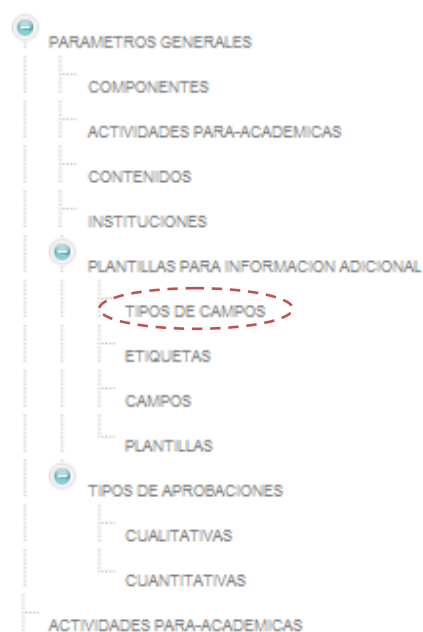 PARAMETROS GENERALES
COMPONENTES
ACTIVIDADES PARA-ACADEMICAS
CONTENIDOS
INSTITUCIONES
PLANTILLAS PARA INFORMACION ADICIONAL
TIPOS DE CAMPOS
ETIQUETAS
CAMPOS
PLANTILLAS
TIPOS DE APROBACIONES
CUALITATIVAS
CUANTITATIVAS
ACTIVIDADES PARA-ACADEMICAS